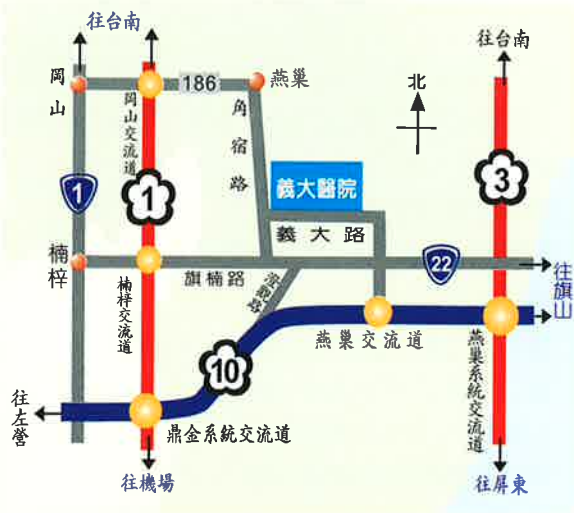 往台南
往台南
岡山
186
燕巢
北
岡山交流道
角宿路
1
1
3
義大醫院
義大路
楠梓
22
旗楠路
往旗山
澄觀路
楠梓交流道
燕巢交流道
燕巢系統交流道
10
往左營
鼎金系統交流道
往機場
往屏東